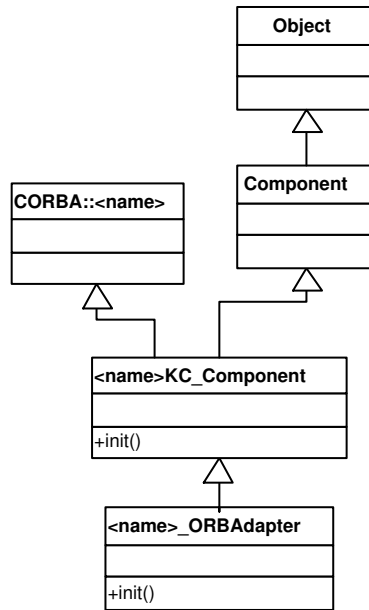 Object
Component
CORBA::<name>
<name>KC_Component
+init()
<name>_ORBAdapter
+init()